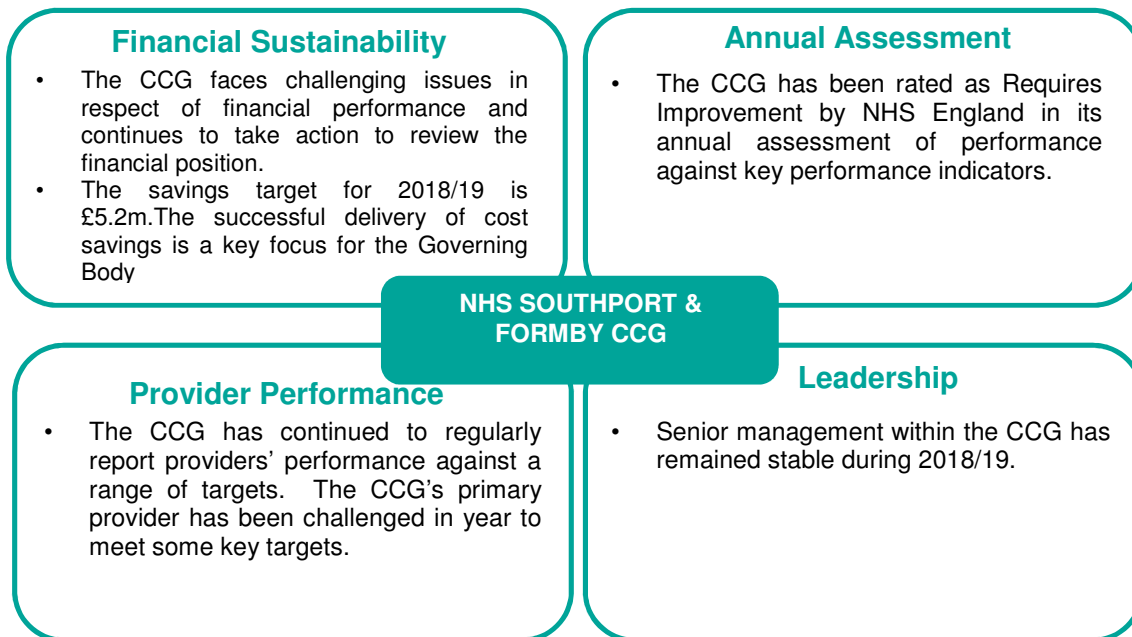 Financial Sustainability
• The CCG faces challenging issues in
respect of financial performance and
continues to take action to review the
financial position.
• The savings target for 2018/19 is
£5.2m.The successful delivery of cost
savings is a key focus for the Governing
Body
Annual Assessment
• The CCG has been rated as Requires
Improvement by NHS England in its
annual assessment of performance
against key performance indicators.
NHS SOUTHPORT &
FORMBY CCG
Provider Performance
• The CCG has continued to regularly
report providers’ performance against a
range of targets. The CCG’s primary
provider has been challenged in year to
meet some key targets.
Leadership
• Senior management within the CCG has
remained stable during 2018/19.